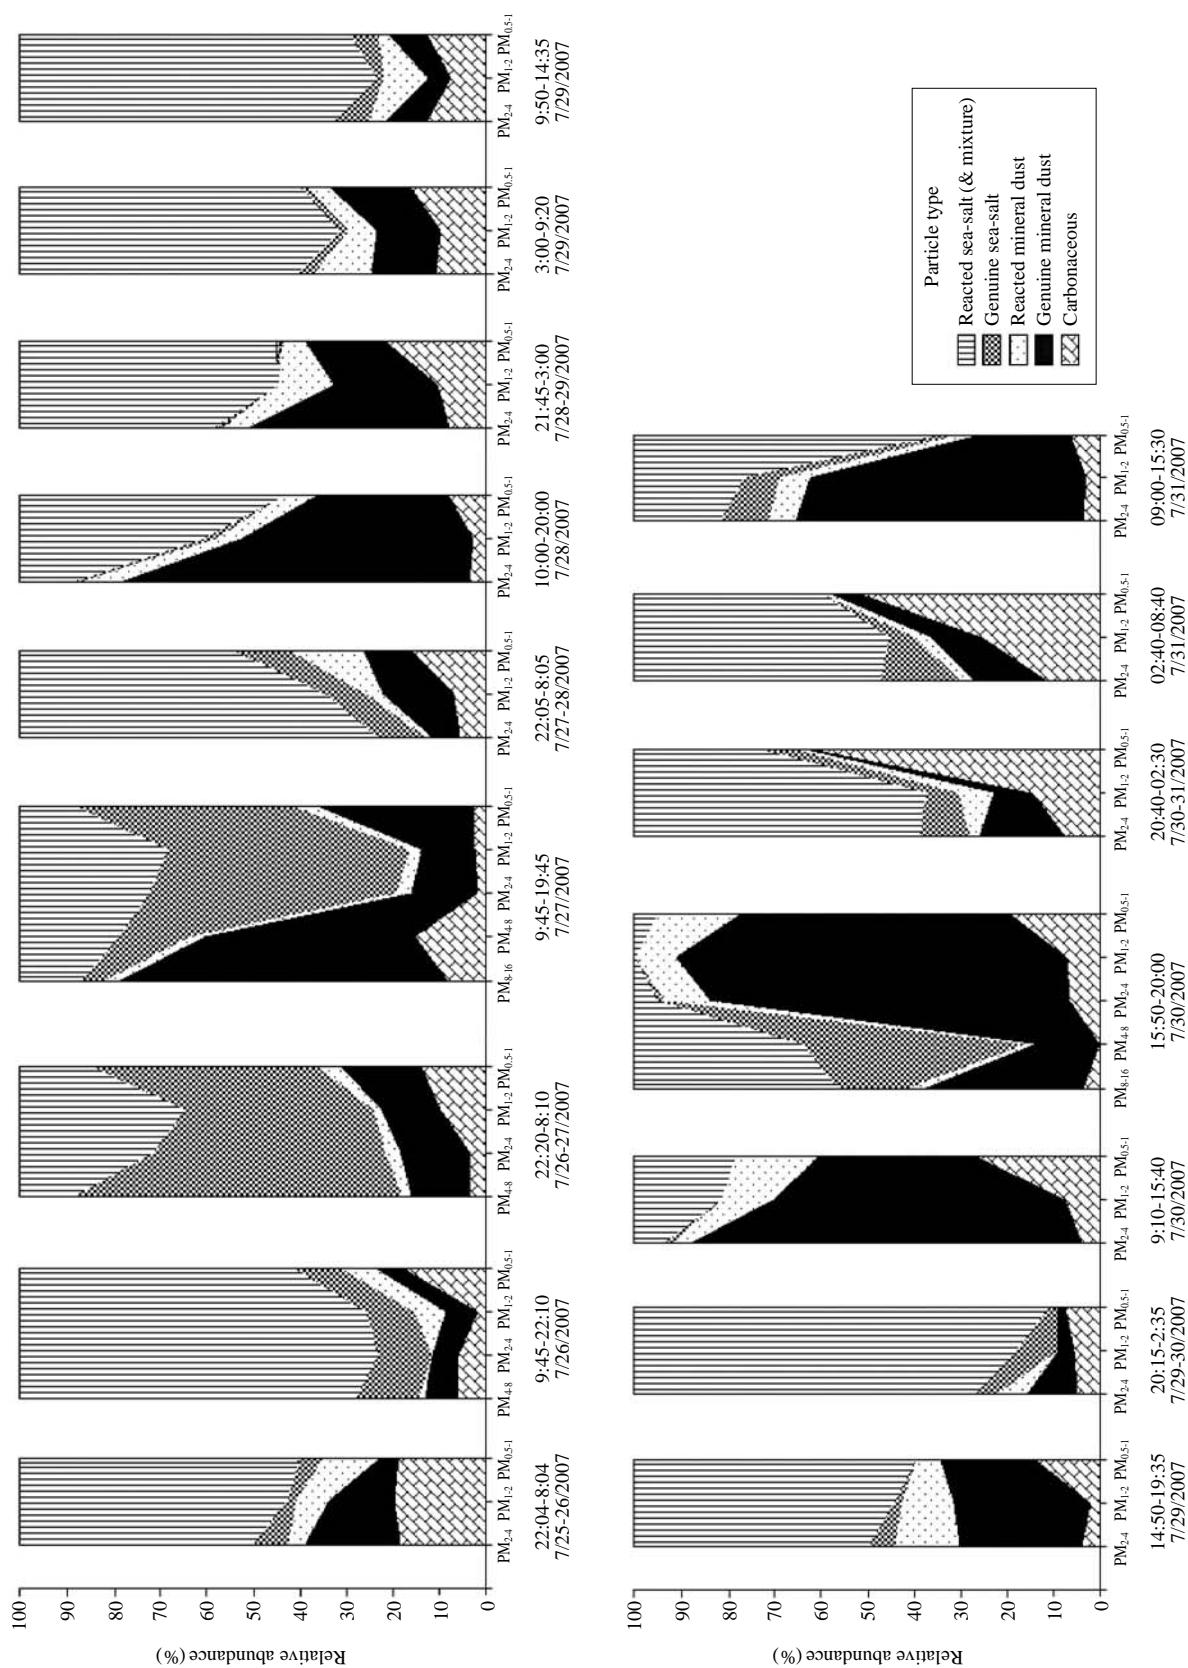 Relative abundance (%)
100
90
80
70
60
50
40
30
20
10
0
PM2-4 PM1-2 PM0.5-1
22:04-8:04
7/25-26/2007
PM4-8 PM2-4 PM1-2 PM0.5-1
9:45-22:10
7/26/2007
PM4-8 PM2-4 PM1-2 PM0.5-1
22:20-8:10
7/26-27/2007
PM8-16 PM4-8 PM2-4 PM1-2 PM0.5-1
9:45-19:45
7/27/2007
PM2-4 PM1-2 PM0.5-1
22:05-8:05
7/27-28/2007
PM2-4 PM1-2 PM0.5-1
10:00-20:00
7/28/2007
PM2-4 PM1-2 PM0.5-1
21:45-3:00
7/28-29/2007
PM2-4 PM1-2 PM0.5-1
3:00-9:20
7/29/2007
PM2-4 PM1-2 PM0.5-1
9:50-14:35
7/29/2007
Relative abundance (%)
100
90
80
70
60
50
40
30
20
10
0
PM2-4 PM1-2 PM0.5-1
14:50-19:35
7/29/2007
PM2-4 PM1-2 PM0.5-1
20:15-2:35
7/29-30/2007
PM2-4 PM1-2 PM0.5-1
9:10-15:40
7/30/2007
PM8-16 PM4-8 PM2-4 PM1-2 PM0.5-1
15:50-20:00
7/30/2007
PM2-4 PM1-2 PM0.5-1
20:40-02:30
7/30-31/2007
PM2-4 PM1-2 PM0.5-1
02:40-08:40
7/31/2007
PM2-4 PM1-2 PM0.5-1
09:00-15:30
7/31/2007
Particle type
Reacted sea-salt (& mixture)
Genuine sea-salt
Reacted mineral dust
Genuine mineral dust
Carbonaceous